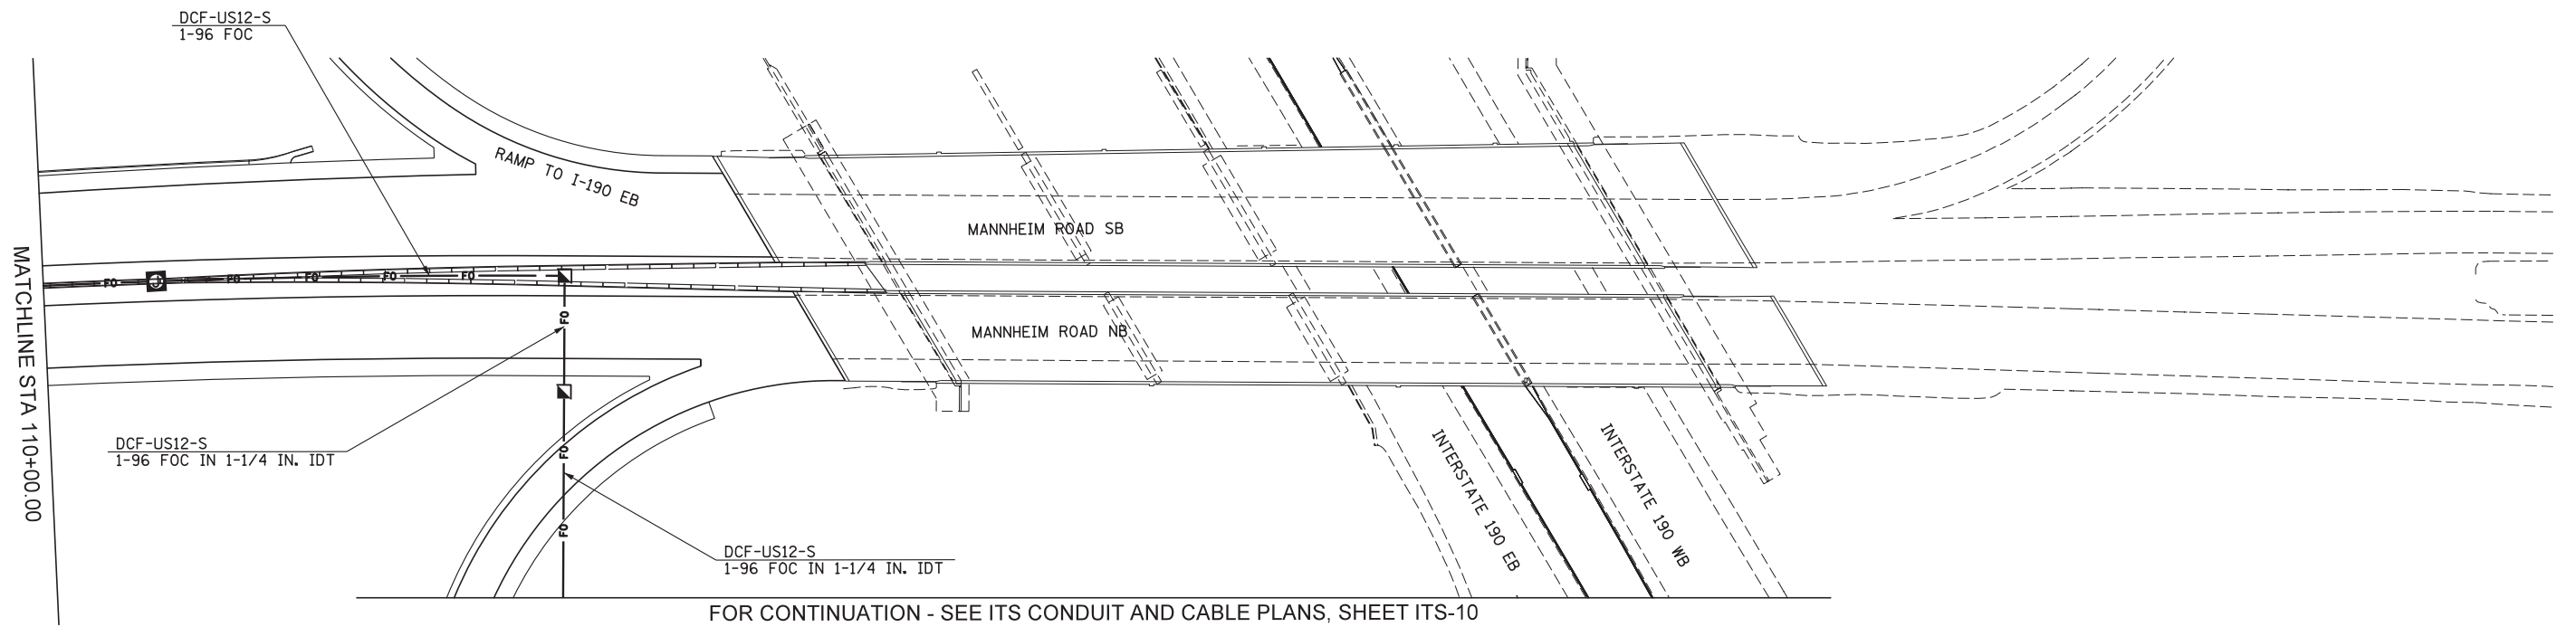 DCF-US12-S
1-96 FOC
RAMP TO I-190 EB
MANNHEIM ROAD SB
MATCHLINE STA 110+00.00
FO
J
FO
FO
FO
FO
FO
MANNHEIM ROAD NB
DCF-US12-S
1-96 FOC IN 1-1/4 IN. IDT
FO
INTERSTATE 190 EB
INTERSTATE 190 WB
FO
DCF-US12-S
1-96 FOC IN 1-1/4 IN. IDT
FOR CONTINUATION - SEE ITS CONDUIT AND CABLE PLANS, SHEET ITS-10